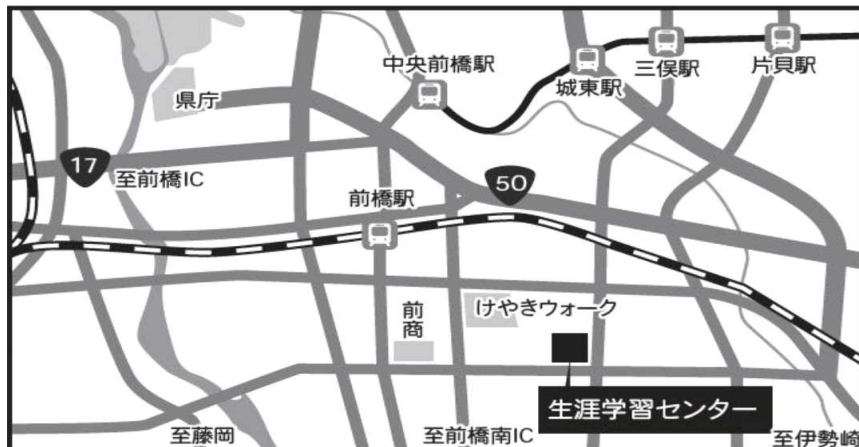 中央前橋駅
城東駅
三俣駅
片貝駅
県庁
17
至前橋IC
前橋駅
50
前商
けやきウォーク
生涯学習センター
至藤岡
至前橋南IC
至伊勢崎